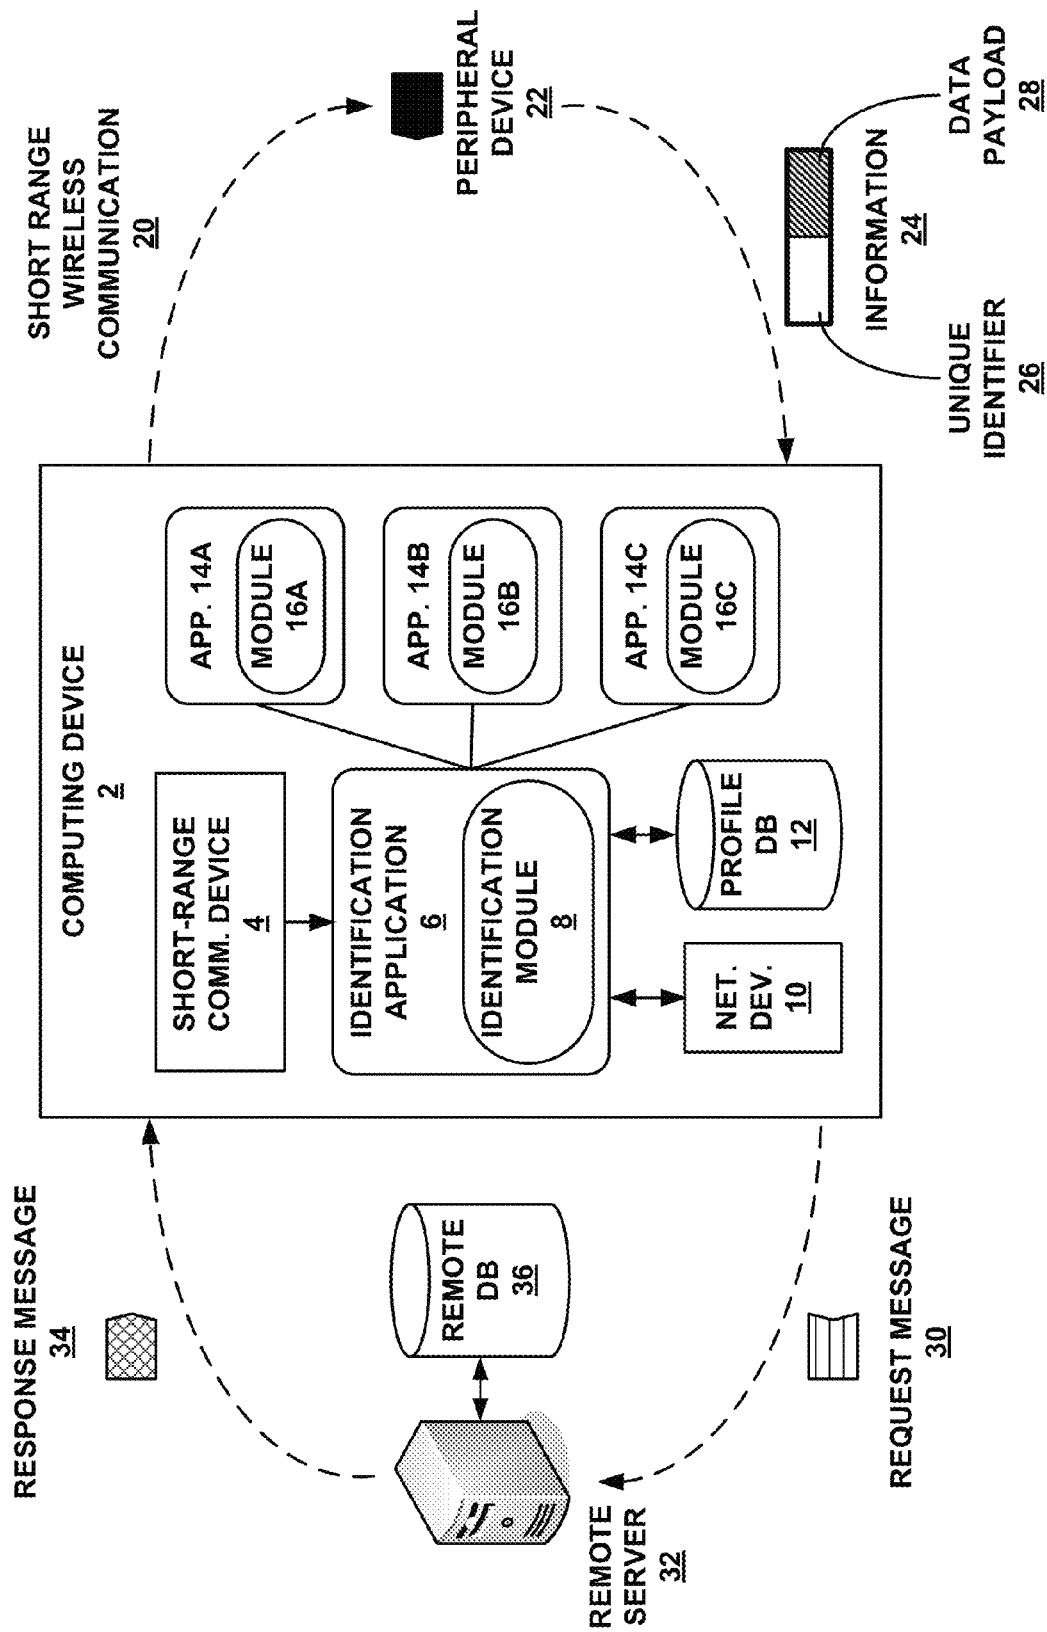 RESPONSE MESSAGE
34
REMOTE
SERVER
32
REMOTE
DB
36
REQUEST MESSAGE
30
COMPUTING DEVICE
2
SHORT-RANGE
COMM. DEVICE
4
IDENTIFICATION
APPLICATION
6
IDENTIFICATION
MODULE
8
NET.
DEV.
10
PROFILE
DB
12
APP. 14A
MODULE
16A
APP. 14B
MODULE
16B
APP. 14C
MODULE
16C
SHORT RANGE
WIRELESS
COMMUNICATION
20
PERIPHERAL
DEVICE
22
INFORMATION
24
UNIQUE
IDENTIFIER
26
DATA
PAYLOAD
28